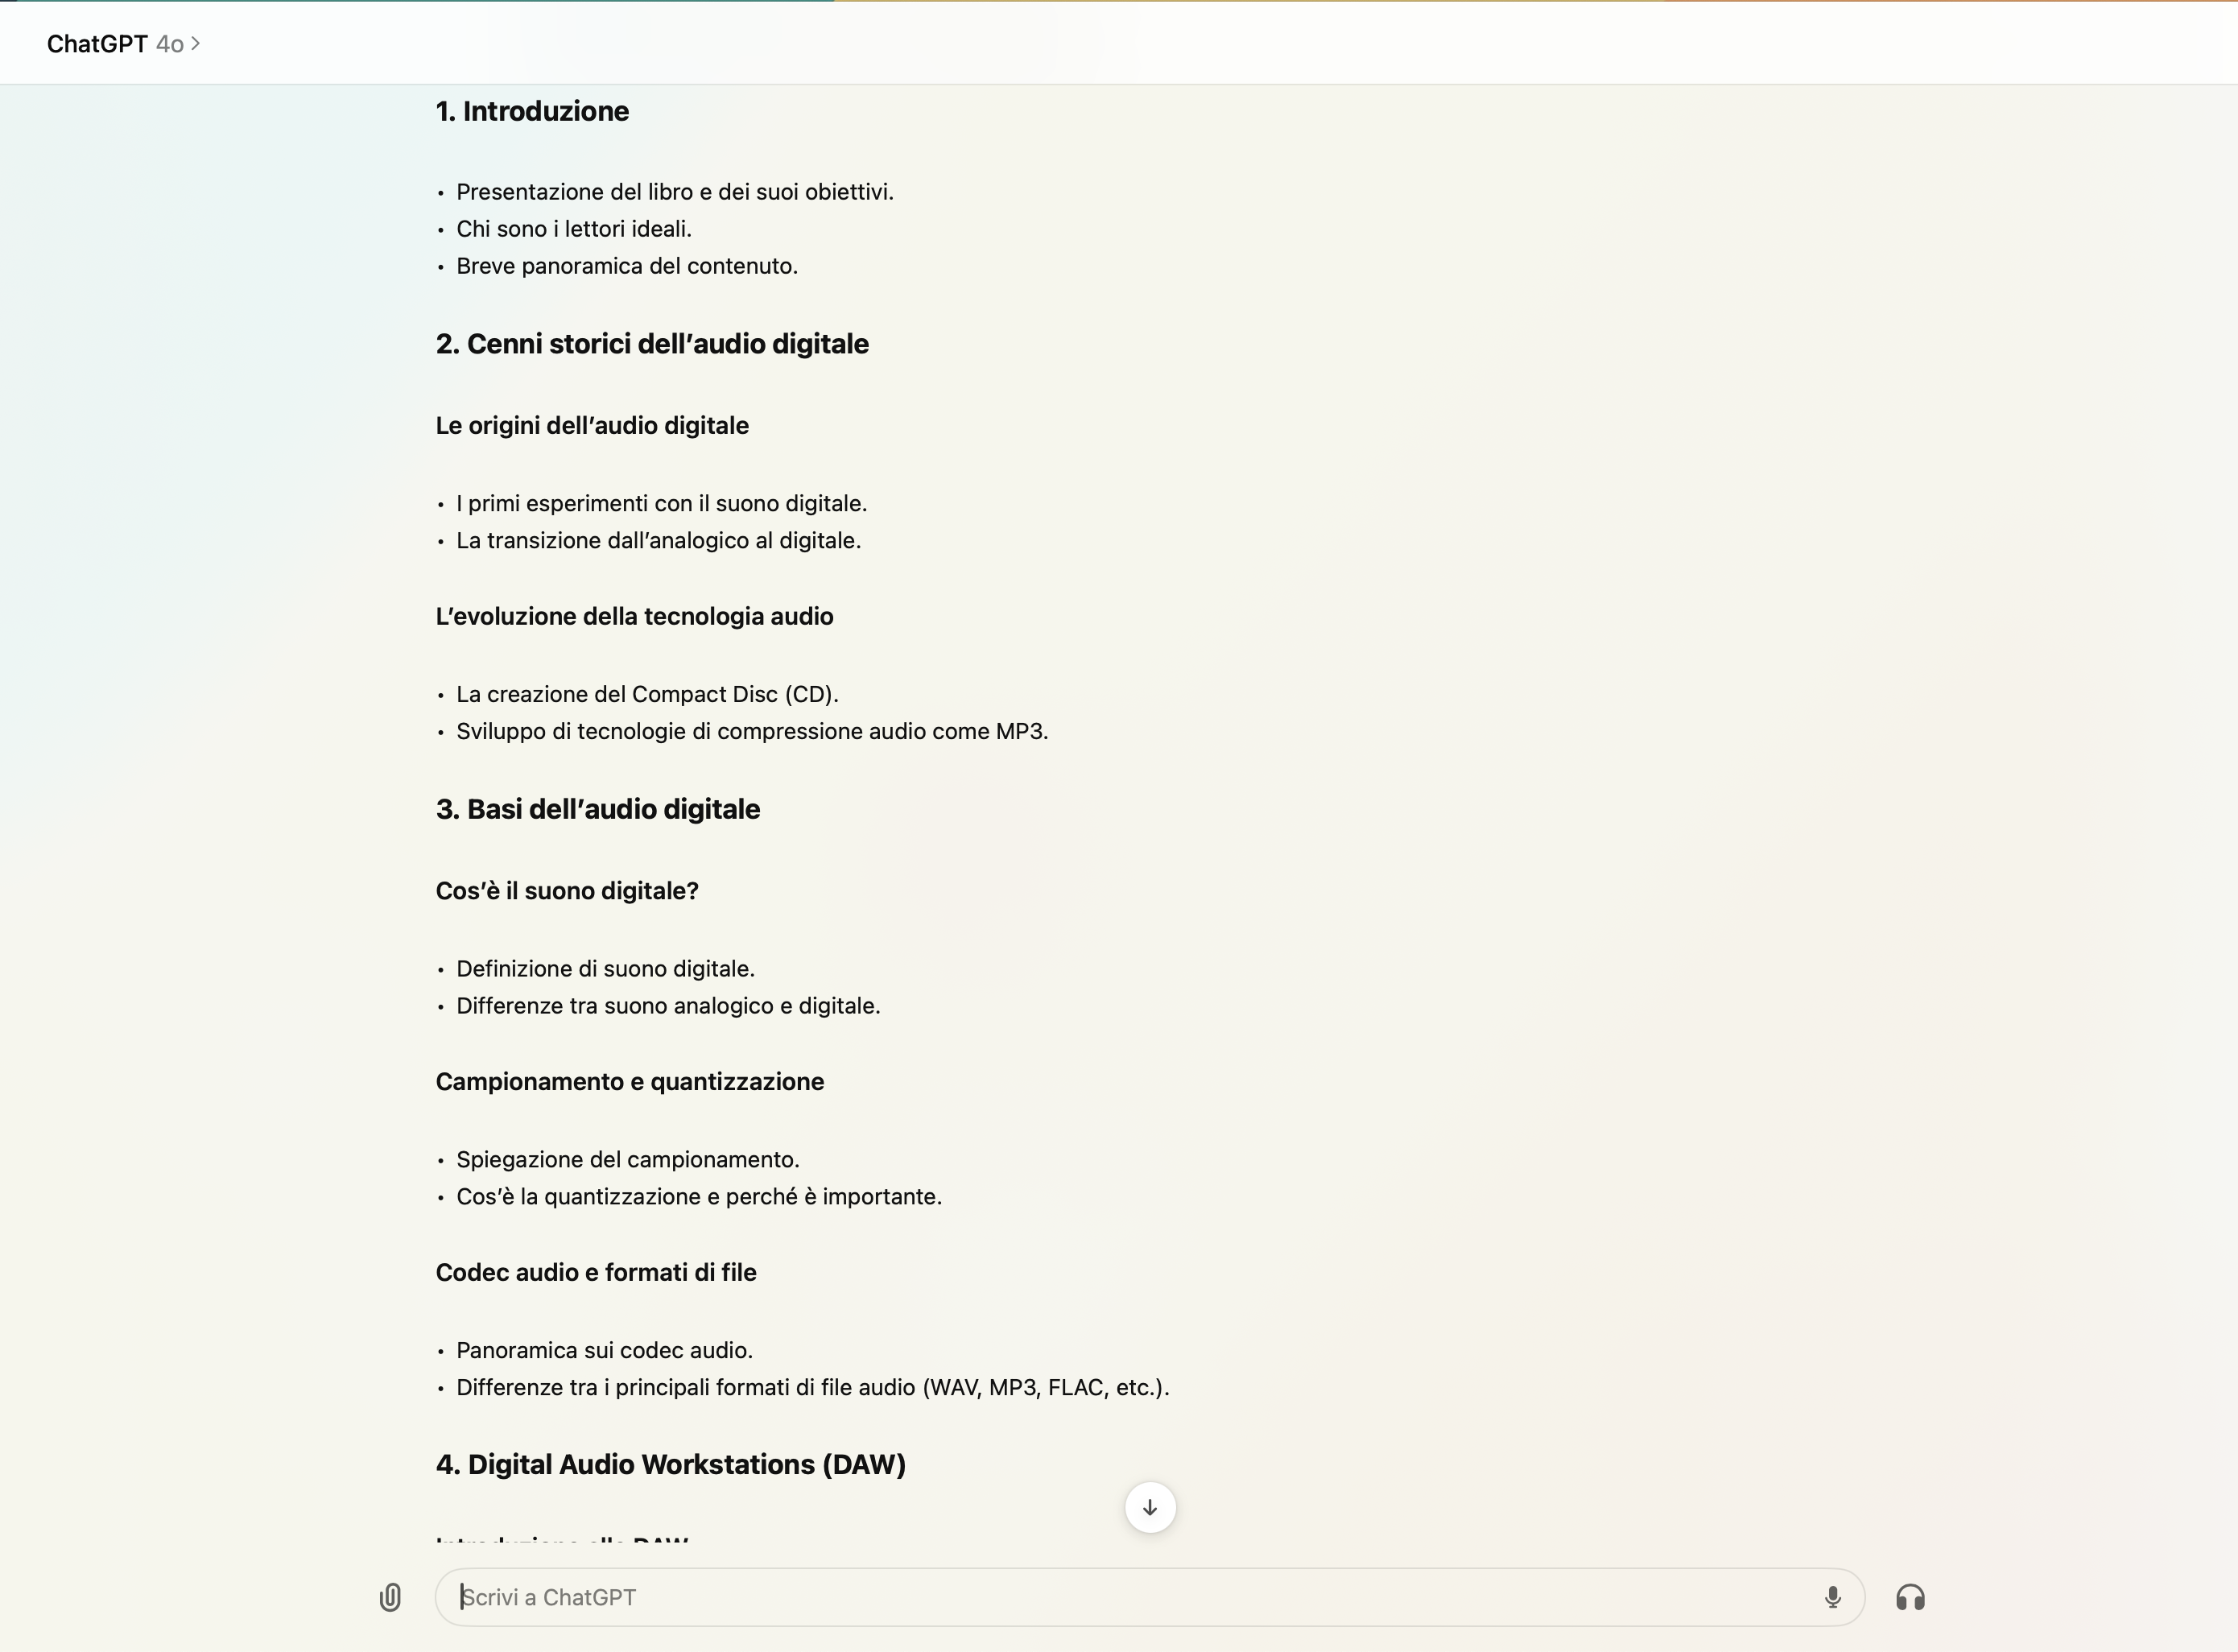 ChatGPT 4o
1. Introduzione
• Presentazione del libro e dei suoi obiettivi.
• Chi sono i lettori ideali.
• Breve panoramica del contenuto.
2. Cenni storici dell’audio digitale
Le origini dell’audio digitale
• I primi esperimenti con il suono digitale.
• La transizione dall’analogico al digitale.
L’evoluzione della tecnologia audio
• La creazione del Compact Disc (CD).
• Sviluppo di tecnologie di compressione audio come MP3.
3. Basi dell’audio digitale
Cos’è il suono digitale?
• Definizione di suono digitale.
• Differenze tra suono analogico e digitale.
Campionamento e quantizzazione
• Spiegazione del campionamento.
• Cos’è la quantizzazione e perché è importante.
Codec audio e formati di file
• Panoramica sui codec audio.
• Differenze tra i principali formati di file audio (WAV, MP3, FLAC, etc.).
4. Digital Audio Workstations (DAW)
Scrivi a ChatGPT